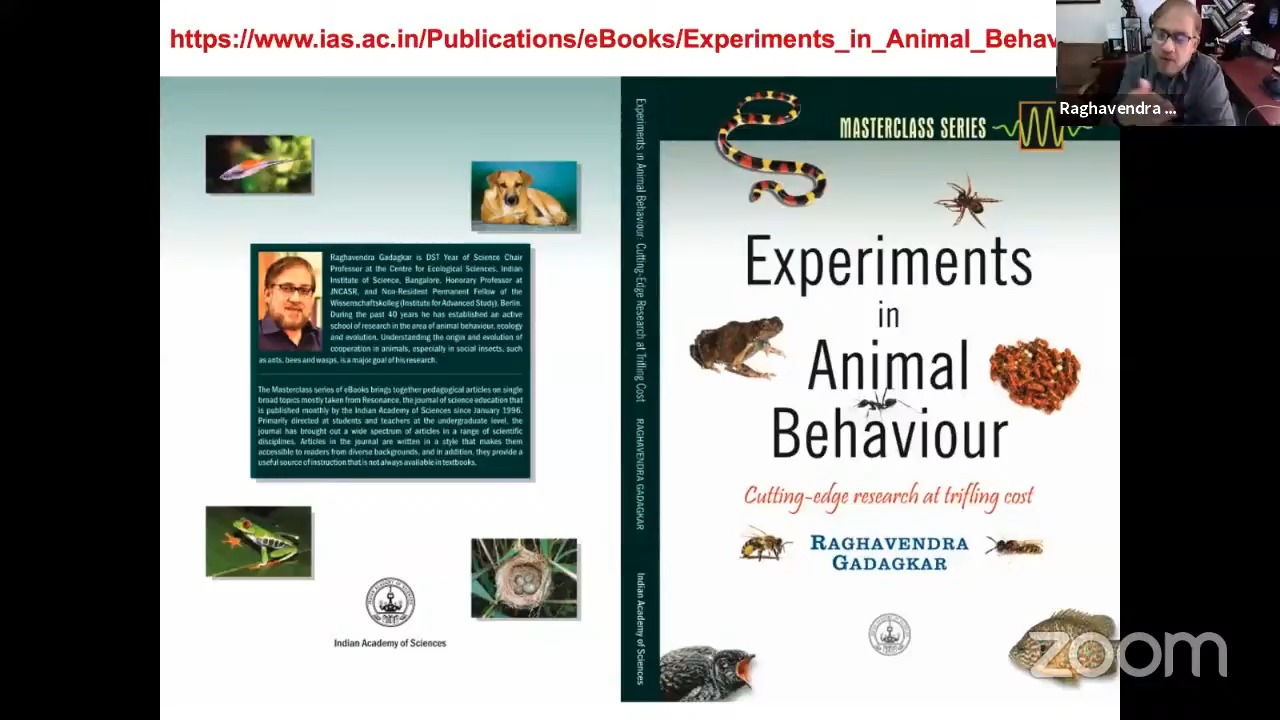 https://www.ias.ac.in/Publications/eBooks/Experiments_in_Animal_Behav
Raghavendra ...
Raghavendra Gadagkar is DST Year of Science Chair
Professor at the Centre for Ecological Sciences, Indian
Institute of Science, Bangalore, Honorary Professor at
JNCASR, and Non-Resident Permanent Fellow of the
Wissenschaftskolleg (Institute for Advanced Study), Berlin.
During the past 40 years he has established an active
school of research in the area of animal behaviour, ecology
and evolution. Understanding the origin and evolution of
cooperation in animals, especially in social insects, such
as ants, bees and wasps, is a major goal of his research.
The Masterclass series of eBooks brings together pedagogical articles on single
broad topics mostly taken from Resonance, the journal of science education that
is published monthly by the Indian Academy of Sciences since January 1996.
Primarily directed at students and teachers at the undergraduate level, the
journal has brought out a wide spectrum of articles in a range of scientific
disciplines. Articles in the journal are written in a style that makes them
accessible to readers from diverse backgrounds, and in addition, they provide a
useful source of instruction that is not always available in textbooks.
Indian Academy of Sciences
Experiments in Animal Behaviour: Cutting-Edge Research at Trifling Cost
RAGHAVENDRA GADAGKAR
Indian Academy of Sciences
MASTERCLASS SERIES
Experiments
in
Animal
Behaviour
Cutting-edge research at trifling cost
RAGHAVENDRA
GADAGKAR
zoom